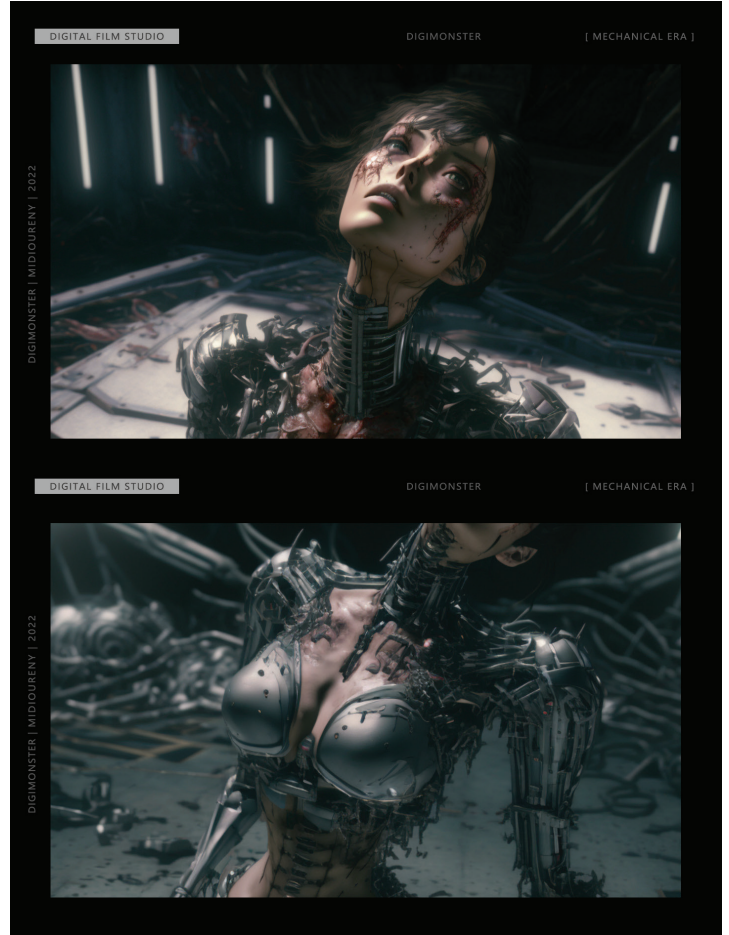 DIGITAL FILM STUDIO
DIGIMONSTER
[ MECHANICAL ERA ]
DIGIMONSTER | MIDIOURENY | 2022
DIGITAL FILM STUDIO
DIGIMONSTER
[ MECHANICAL ERA ]
DIGIMONSTER | MIDIOURENY | 2022